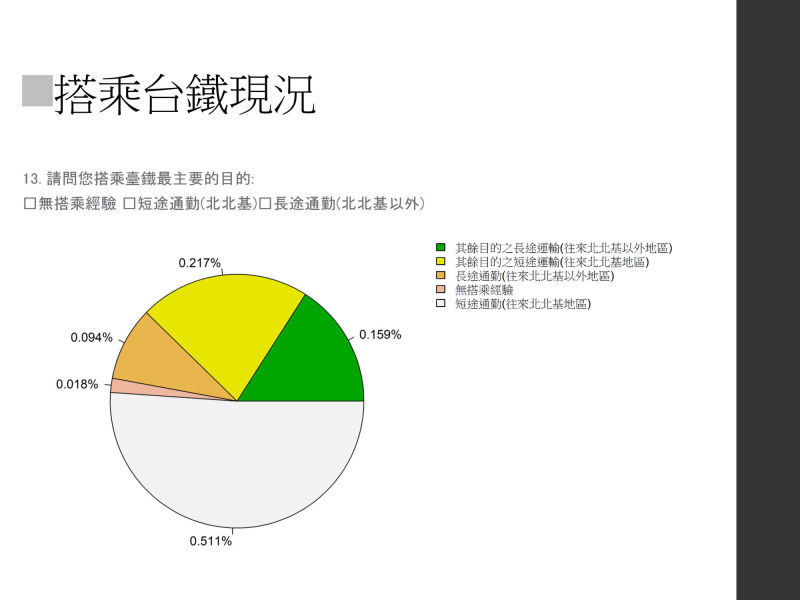 搭乘台鐵現況
13. 請問您搭乘臺鐵最主要的目的:
□無搭乘經驗 □短途通勤(北北基)□長途通勤(北北基以外)
其餘目的之長途運輸(往來北北基以外地區)
其餘目的之短途運輸(往來北北基地區)
長途通勤(往來北北基以外地區)
無搭乘經驗
短途通勤(往來北北基地區)
0.217%
0.159%
0.094%
0.018%
0.511%